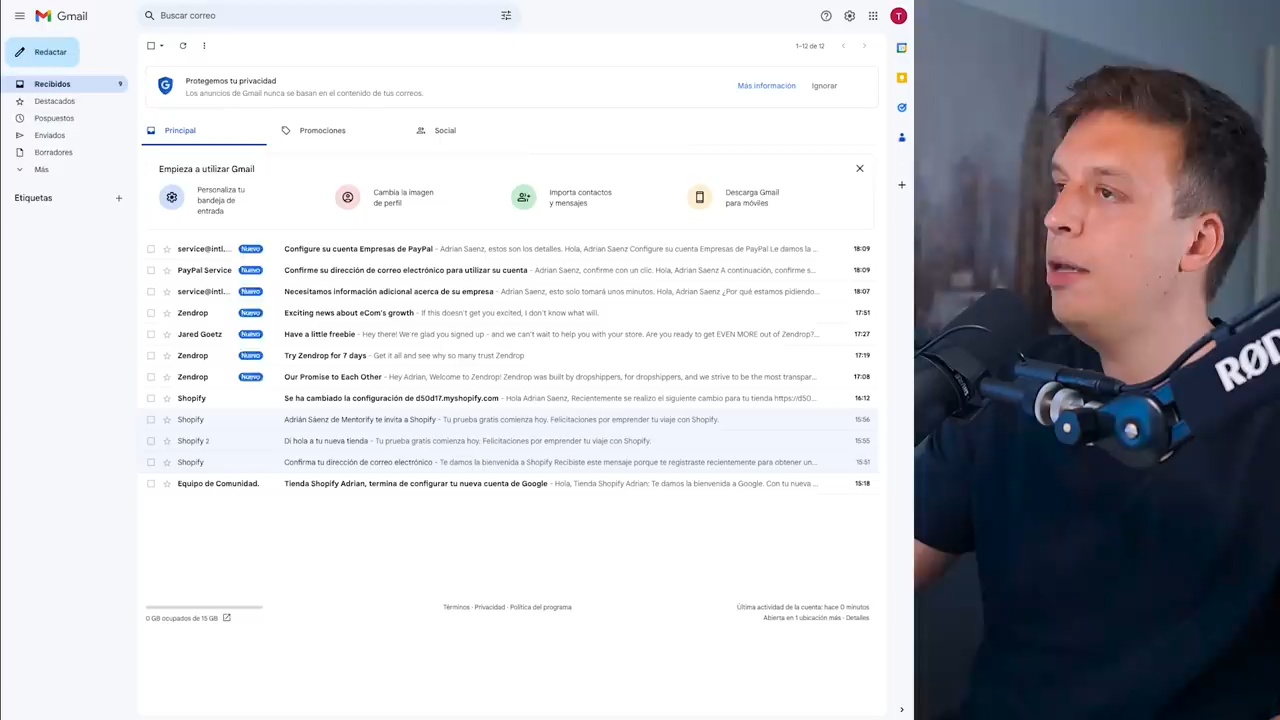 Gmail
Buscar correo
T
Redactar
1–12 de 12
Recibidos 9
Destacados
Pospuestos
Enviados
Borradores
Más
Etiquetas
Protegemos tu privacidad
Los anuncios de Gmail nunca se basan en el contenido de tus correos.
Más información
Ignorar
Principal
Promociones
Social
Empieza a utilizar Gmail
Personaliza tu
bandeja de
entrada
Cambia la imagen
de perfil
Importa contactos
y mensajes
Descarga Gmail
para móviles
service@intl.... Nuevo Configure su cuenta Empresas de PayPal - Adrian Saenz, estos son los detalles. Hola, Adrian Saenz Configure su cuenta Empresas de PayPal Le damos la ... 18:09
PayPal Service Nuevo Confirme su dirección de correo electrónico para utilizar su cuenta - Adrian Saenz, confirme con un clic. Hola, Adrian Saenz A continuación, confirme s... 18:09
service@intl.... Nuevo Necesitamos información adicional acerca de su empresa - Adrian Saenz, esto solo tomará unos minutos. Hola, Adrian Saenz ¿Por qué estamos pidiendo... 18:07
Zendrop Nuevo Exciting news about eCom's growth - If this doesn't get you excited, I don't know what will. 17:51
Jared Goetz Nuevo Have a little freebie - Hey there! We're glad you signed up - and we can't wait to help you with your store. Are you ready to get EVEN MORE out of Zendrop?... 17:27
Zendrop Nuevo Try Zendrop for 7 days - Get it all and see why so many trust Zendrop 17:19
Zendrop Nuevo Our Promise to Each Other - Hey Adrian, Welcome to Zendrop! Zendrop was built by dropshippers, for dropshippers, and we strive to be the most transpar... 17:08
Shopify Se ha cambiado la configuración de d50d17.myshopify.com - Hola Adrian Saenz, Recientemente se realizo el siguiente cambio para tu tienda https://d50... 16:12
Shopify Adrián Sáenz de Mentorify te invita a Shopify - Tu prueba gratis comienza hoy. Felicitaciones por emprender tu viaje con Shopify. 15:56
Shopify 2 Di hola a tu nueva tienda - Tu prueba gratis comienza hoy. Felicitaciones por emprender tu viaje con Shopify. 15:55
Shopify Confirma tu dirección de correo electrónico - Te damos la bienvenida a Shopify Recibiste este mensaje porque te registraste recientemente para obtener un... 15:51
Equipo de Comunidad. Tienda Shopify Adrian, termina de configurar tu nueva cuenta de Google - Hola, Tienda Shopify Adrian: Te damos la bienvenida a Google. Con tu nueva ... 15:18
0 GB ocupados de 15 GB
Términos · Privacidad · Política del programa
Última actividad de la cuenta: hace 0 minutos
Abierta en 1 ubicación más · Detalles
RØD